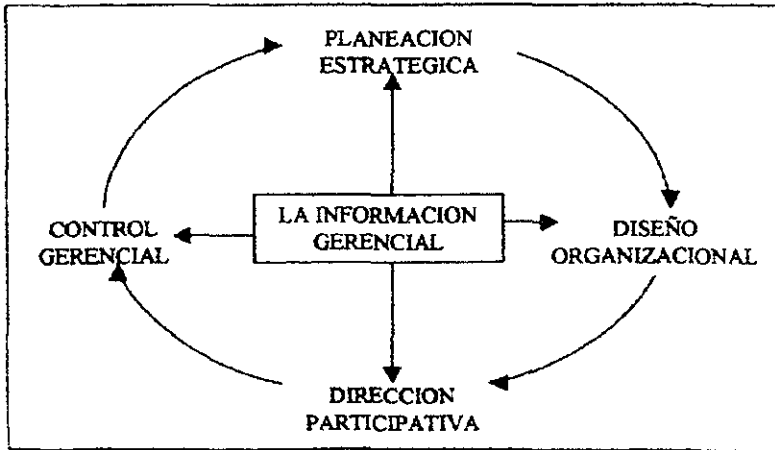 PLANEACION
ESTRATEGICA
LA INFORMACION
GERENCIAL
CONTROL
GERENCIAL
DISEÑO
ORGANIZACIONAL
DIRECCION
PARTICIPATIVA